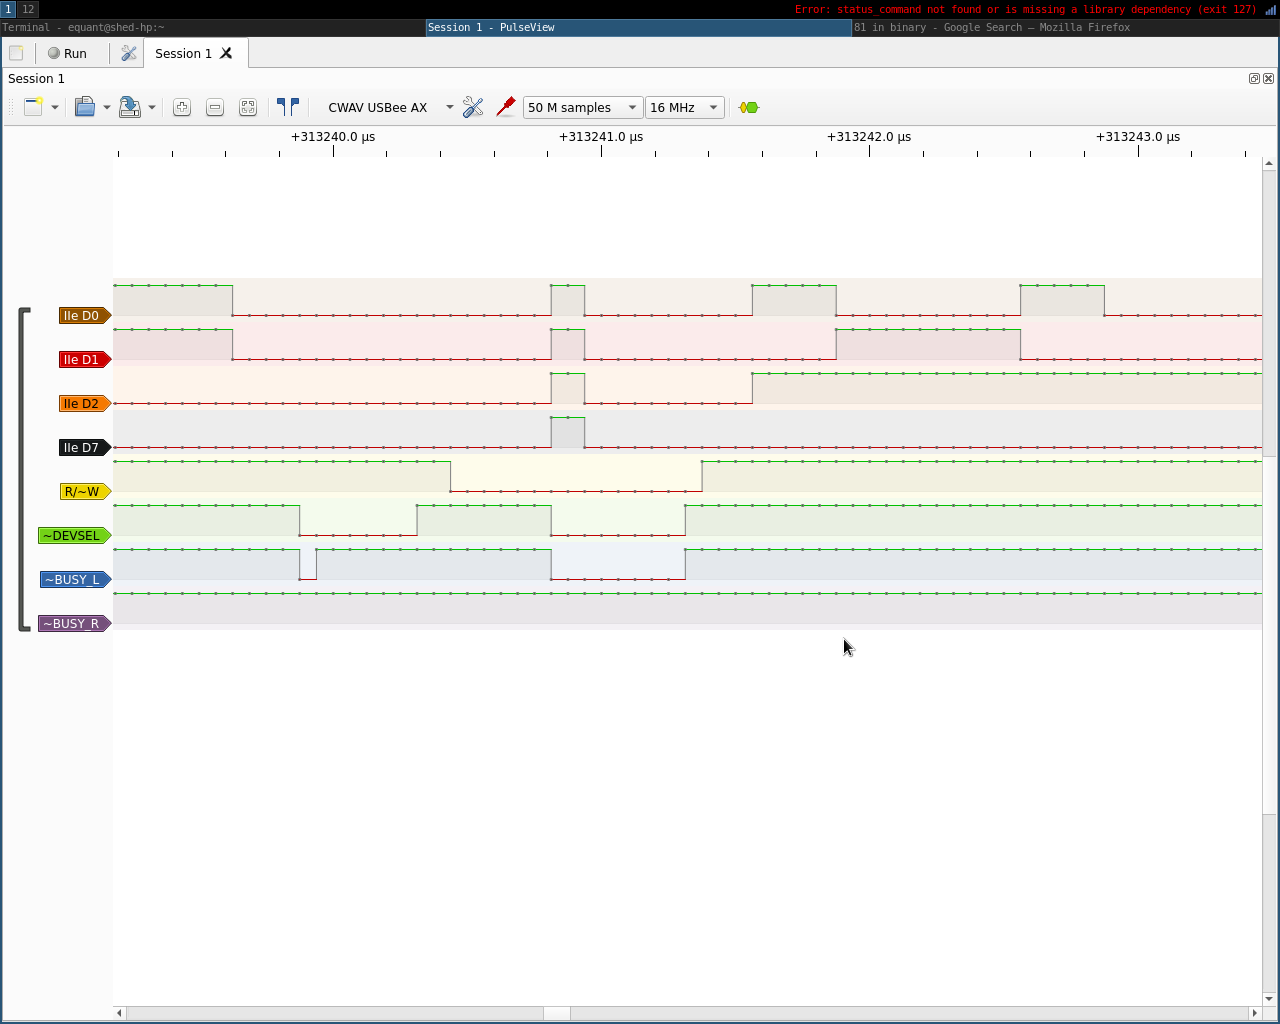 1 12 Error: status_command not found or is missing a library dependency (exit 127)
Terminal - equant@shed-hp:~ Session 1 - PulseView 81 in binary - Google Search — Mozilla Firefox
Run Session 1
Session 1
CWAV USBee AX 50 M samples 16 MHz
+313240.0 µs +313241.0 µs +313242.0 µs +313243.0 µs
IIe D0
IIe D1
IIe D2
IIe D7
R/~W
~DEVSEL
~BUSY_L
~BUSY_R